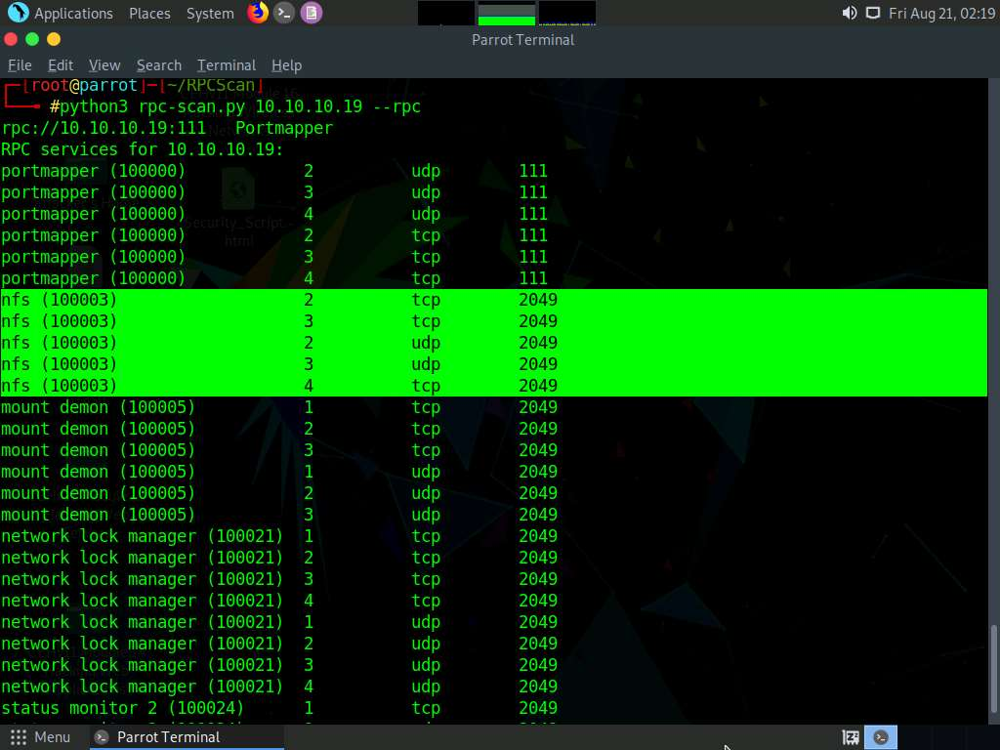 Applications Places System Fri Aug 21, 02:19
Parrot Terminal
File Edit View Search Terminal Help
┌─[root@parrot]─[~/RPCScan]
└──╼ #python3 rpc-scan.py 10.10.10.19 --rpc
rpc://10.10.10.19:111 Portmapper
RPC services for 10.10.10.19:
portmapper (100000) 2 udp 111
portmapper (100000) 3 udp 111
portmapper (100000) 4 udp 111
portmapper (100000) 2 tcp 111
portmapper (100000) 3 tcp 111
portmapper (100000) 4 tcp 111
nfs (100003) 2 tcp 2049
nfs (100003) 3 tcp 2049
nfs (100003) 2 udp 2049
nfs (100003) 3 udp 2049
nfs (100003) 4 tcp 2049
mount demon (100005) 1 tcp 2049
mount demon (100005) 2 tcp 2049
mount demon (100005) 3 tcp 2049
mount demon (100005) 1 udp 2049
mount demon (100005) 2 udp 2049
mount demon (100005) 3 udp 2049
network lock manager (100021) 1 tcp 2049
network lock manager (100021) 2 tcp 2049
network lock manager (100021) 3 tcp 2049
network lock manager (100021) 4 tcp 2049
network lock manager (100021) 1 udp 2049
network lock manager (100021) 2 udp 2049
network lock manager (100021) 3 udp 2049
network lock manager (100021) 4 udp 2049
status monitor 2 (100024) 1 tcp 2049
Menu Parrot Terminal